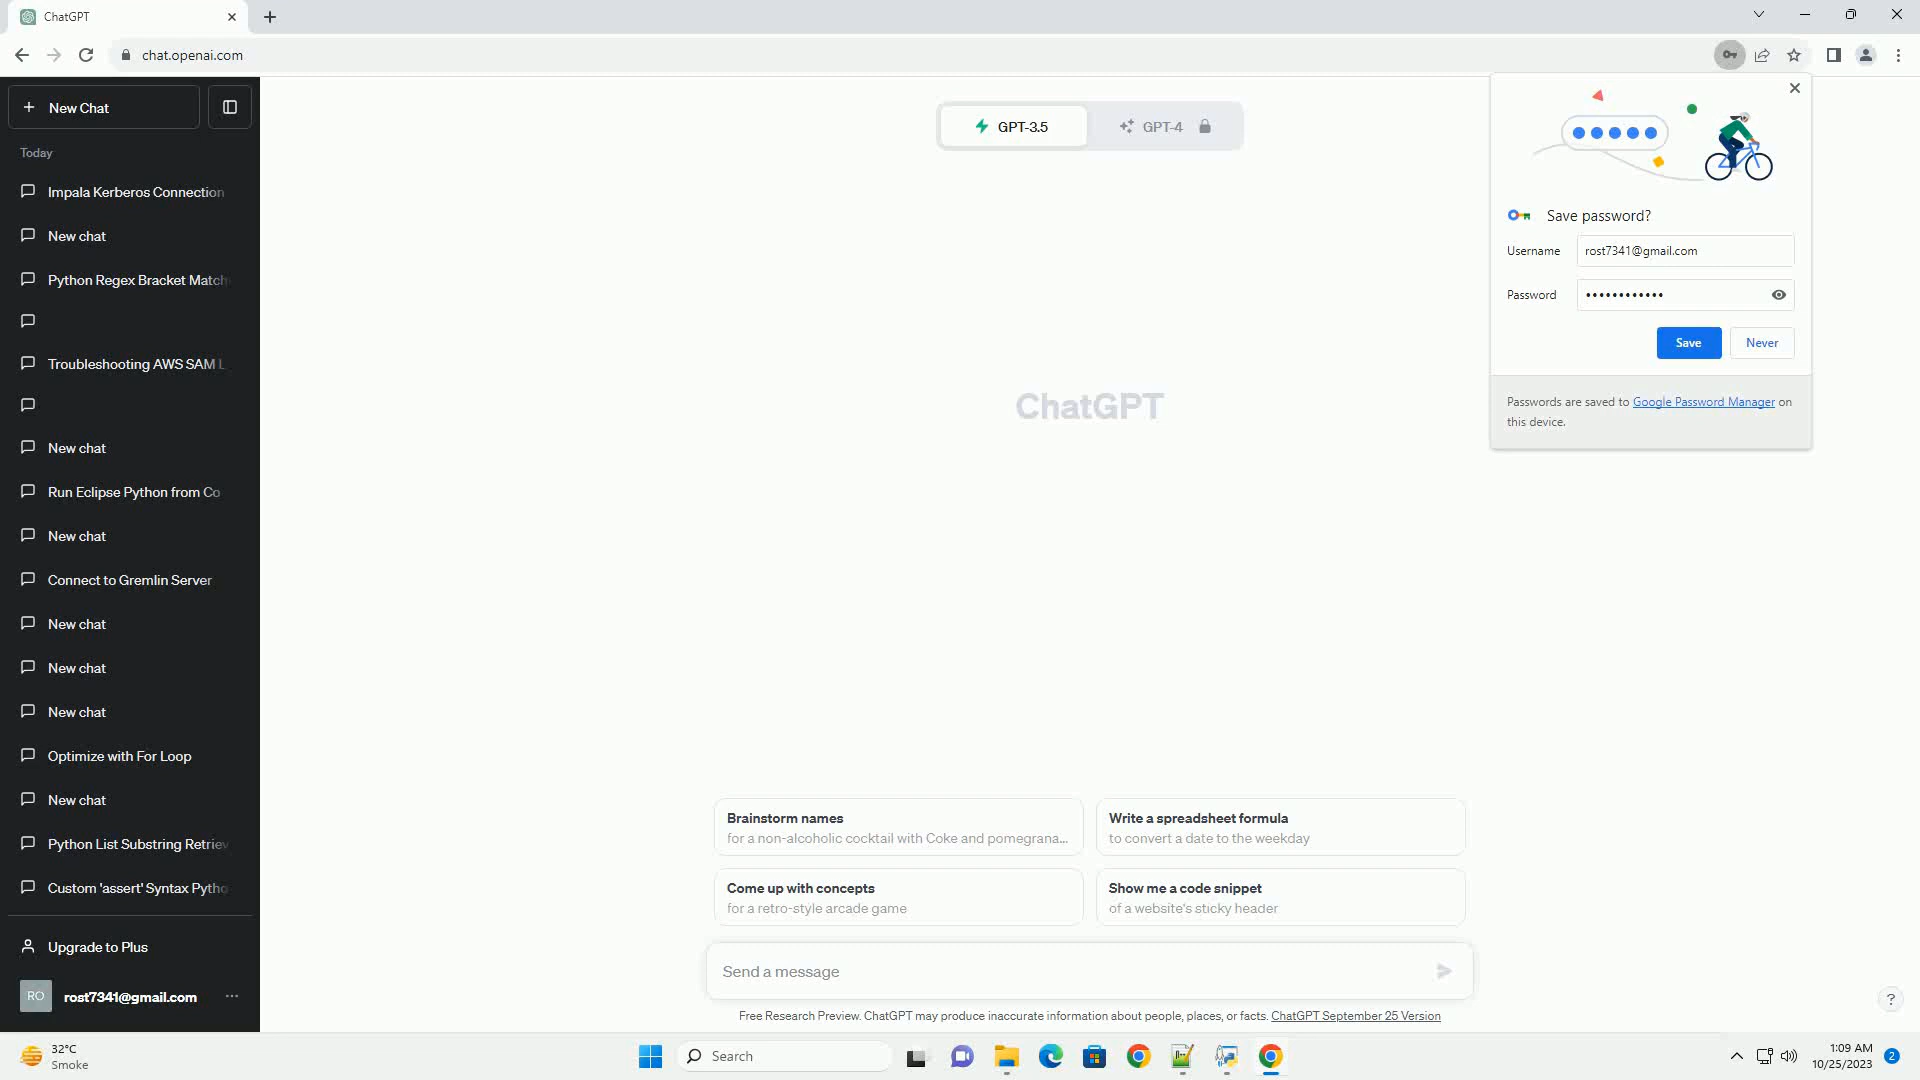 ChatGPT
chat.openai.com
New Chat
Today
Impala Kerberos Connection
New chat
Python Regex Bracket Match
Troubleshooting AWS SAM L
New chat
Run Eclipse Python from Co
New chat
Connect to Gremlin Server
New chat
New chat
New chat
Optimize with For Loop
New chat
Python List Substring Retriev
Custom 'assert' Syntax Pytho
Upgrade to Plus
RO
rost7341@gmail.com
GPT-3.5
GPT-4
ChatGPT
Save password?
Username
rost7341@gmail.com
Password
••••••••••••
Save
Never
Passwords are saved to Google Password Manager on
this device.
Brainstorm names
for a non-alcoholic cocktail with Coke and pomegrana...
Write a spreadsheet formula
to convert a date to the weekday
Come up with concepts
for a retro-style arcade game
Show me a code snippet
of a website's sticky header
Send a message
Free Research Preview. ChatGPT may produce inaccurate information about people, places, or facts. ChatGPT September 25 Version
?
32°C
Smoke
Search
1:09 AM
10/25/2023
2